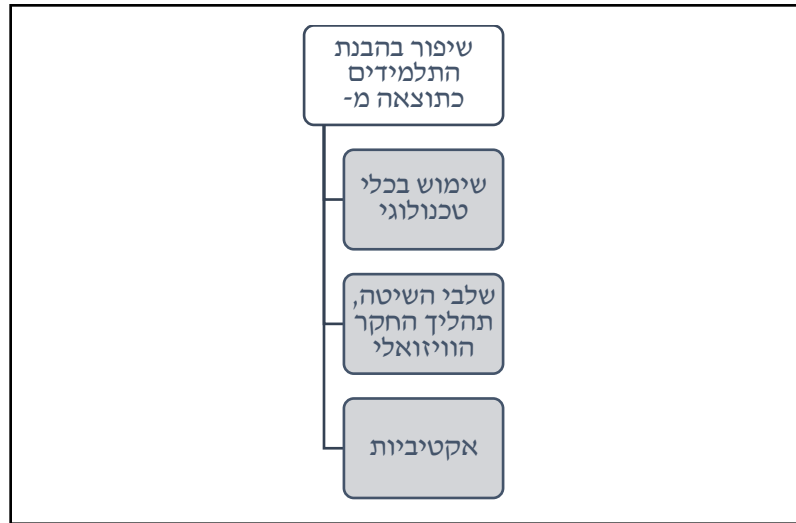 שיפור בהבנת
התלמידים
כתוצאה מ-
שימוש בכלי
טכנולוגי
שלבי השיטה,
תהליך החקר
הוויזואלי
אקטיביות